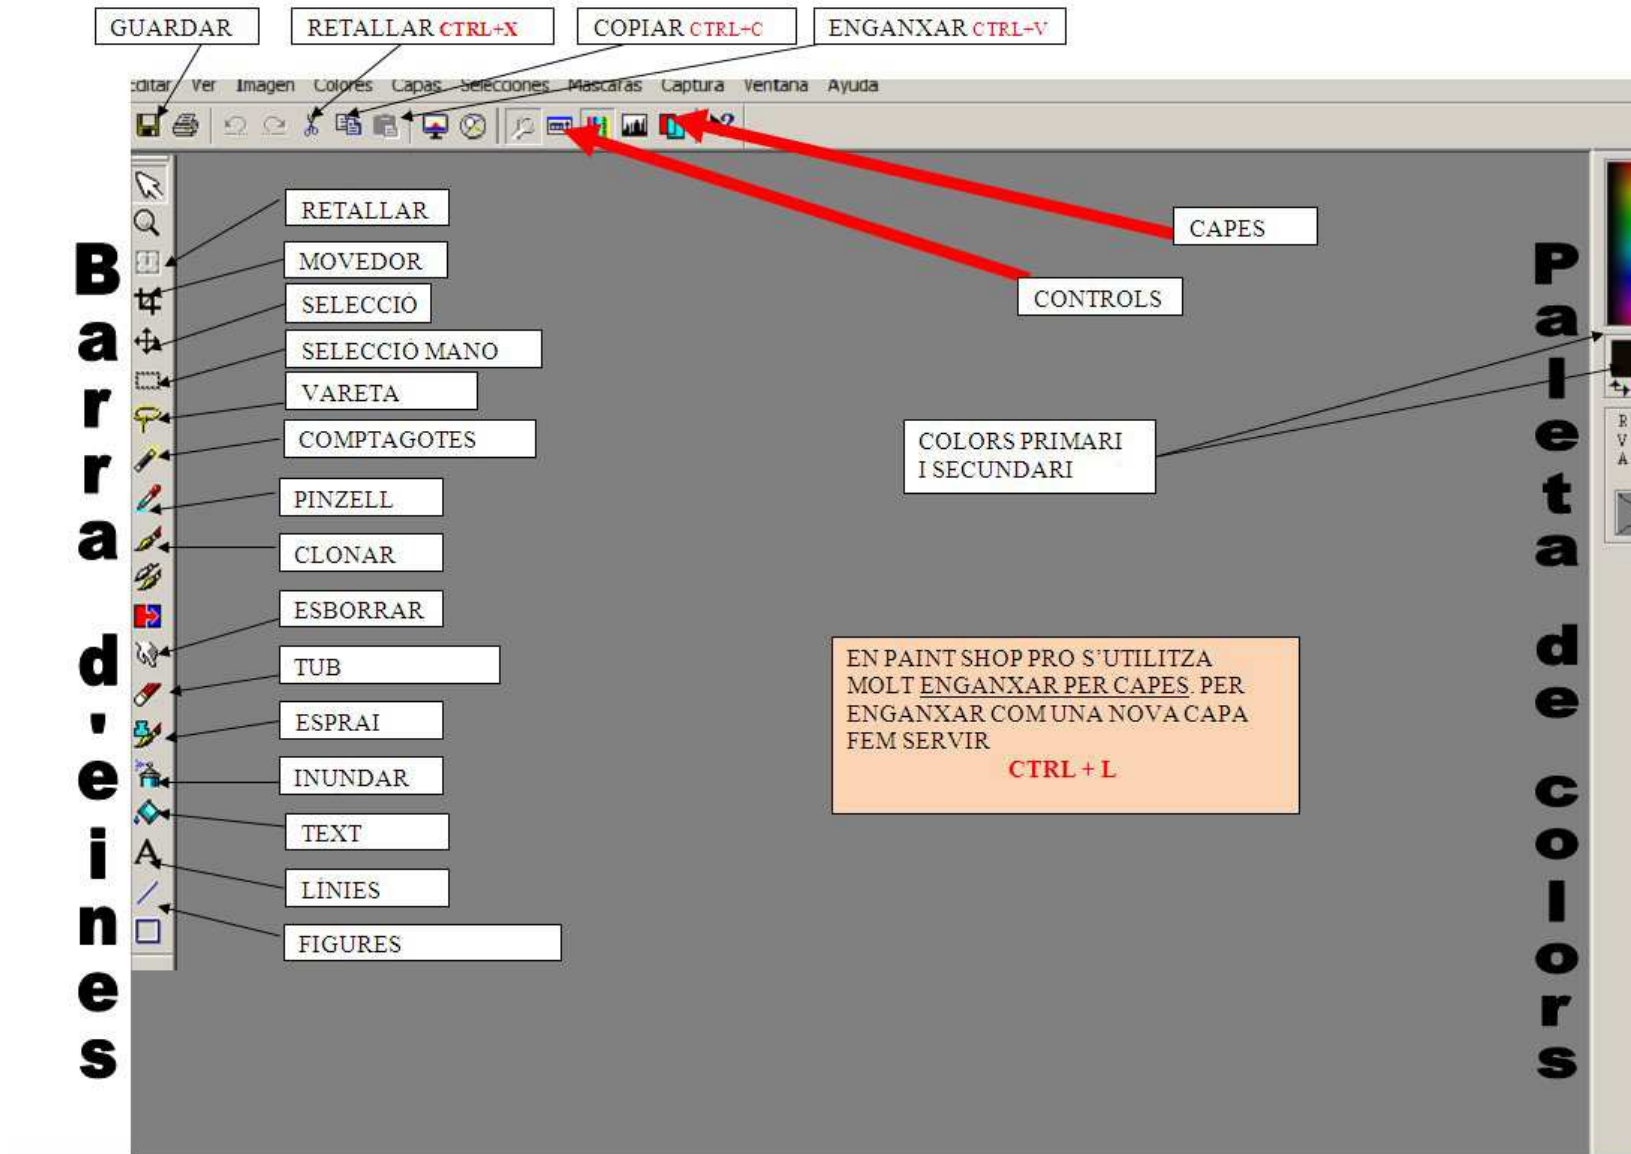 GUARDAR
RETALLAR CTRL+X
COPIAR CTRL+C
ENGANXAR CTRL+V
Editar Ver Imagen Colores Capas Selecciones Máscaras Captura Ventana Ayuda
Barra d'eines
RETALLAR
MOVEDOR
SELECCIÓ
SELECCIÓ MANO
VARETA
COMPTAGOTES
PINZELL
CLONAR
ESBORRAR
TUB
ESPRAI
INUNDAR
TEXT
LÍNIES
FIGURES
A
CAPES
CONTROLS
COLORS PRIMARI
I SECUNDARI
EN PAINT SHOP PRO S'UTILITZA
MOLT ENGANXAR PER CAPES. PER
ENGANXAR COM UNA NOVA CAPA
FEM SERVIR
CTRL + L
Paleta de colors
R
V
A